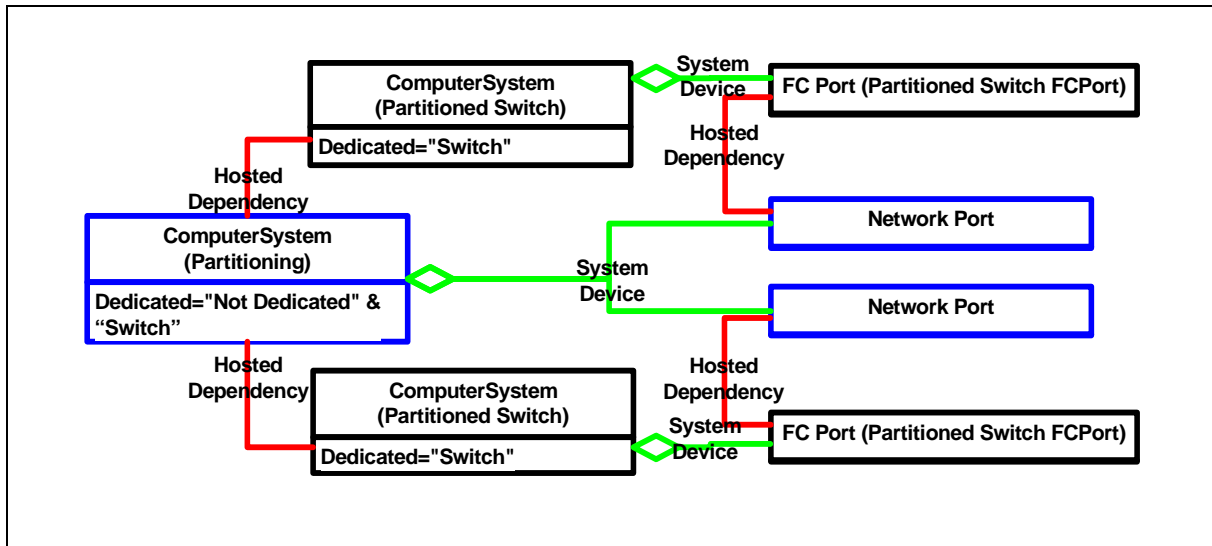 ComputerSystem
(Partitioned Switch)
Dedicated="Switch"
System
Device
FC Port (Partitioned Switch FCPort)
Hosted
Dependency
Hosted
Dependency
Network Port
ComputerSystem
(Partitioning)
Dedicated="Not Dedicated" &
“Switch”
System
Device
Network Port
Hosted
Dependency
Hosted
Dependency
ComputerSystem
(Partitioned Switch)
Dedicated="Switch"
System
Device
FC Port (Partitioned Switch FCPort)